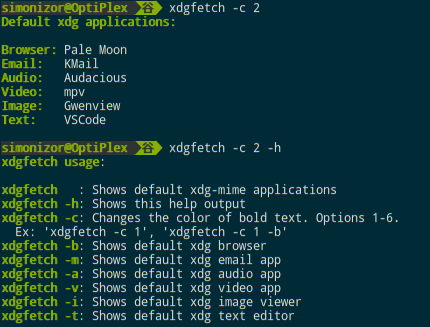 simonizor@OptiPlex 谷 xdgfetch -c 2
Default xdg applications:
Browser: Pale Moon
Email: KMail
Audio: Audacious
Video: mpv
Image: Gwenview
Text: VSCode
simonizor@OptiPlex 谷 xdgfetch -c 2 -h
xdgfetch usage:
xdgfetch : Shows default xdg-mime applications
xdgfetch -h: Shows this help output
xdgfetch -c: Changes the color of bold text. Options 1-6.
Ex: 'xdgfetch -c 1', 'xdgfetch -c 1 -b'
xdgfetch -b: Shows default xdg browser
xdgfetch -m: Shows default xdg email app
xdgfetch -a: Shows default xdg audio app
xdgfetch -v: Shows default xdg video app
xdgfetch -i: Shows default xdg image viewer
xdgfetch -t: Shows default xdg text editor